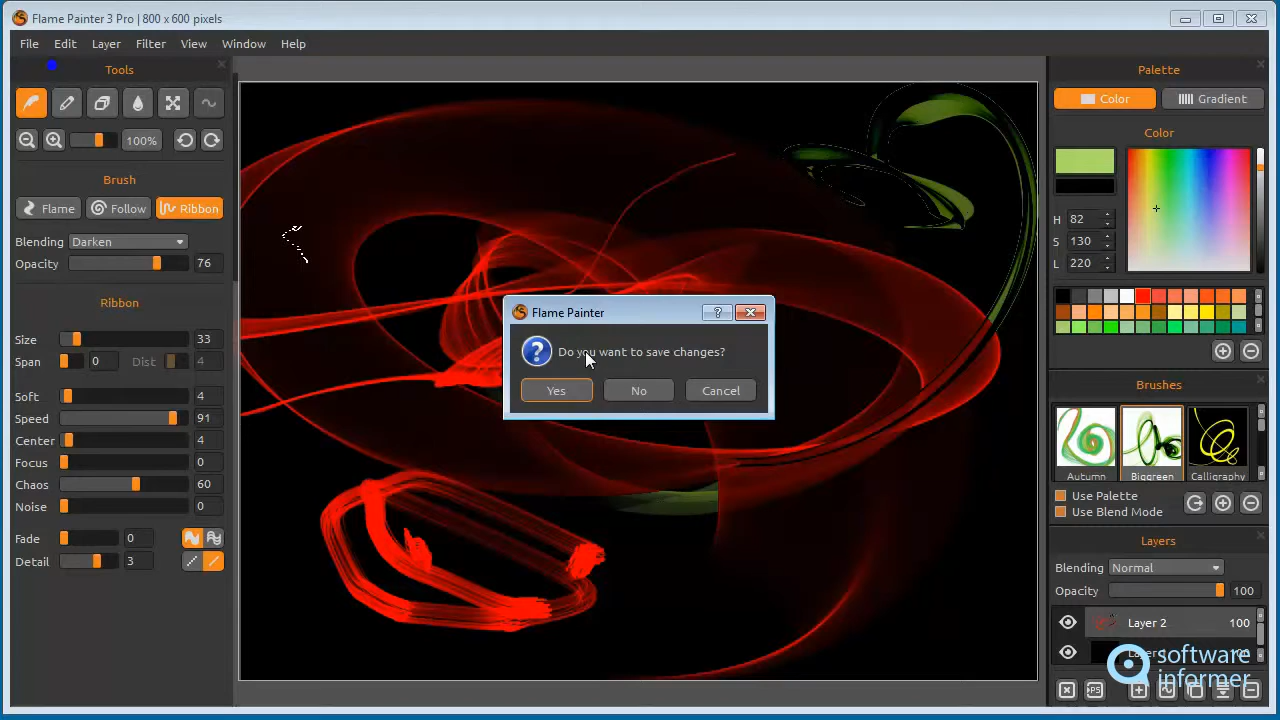 Flame Painter 3 Pro | 800 x 600 pixels
File Edit Layer Filter View Window Help
Tools
100%
Brush
Flame Follow Ribbon
Blending Darken
Opacity 76
Ribbon
Size 33
Span 0 Dist 4
Soft 4
Speed 91
Center 4
Focus 0
Chaos 60
Noise 0
Fade 0
Detail 3
Flame Painter
Do you want to save changes?
Yes No Cancel
Palette
Color Gradient
Color
H 82
S 130
L 220
Brushes
Autumn Biggreen Calligraphy
Use Palette
Use Blend Mode
Layers
Blending Normal
Opacity 100
Layer 2 100
PS
software
informer